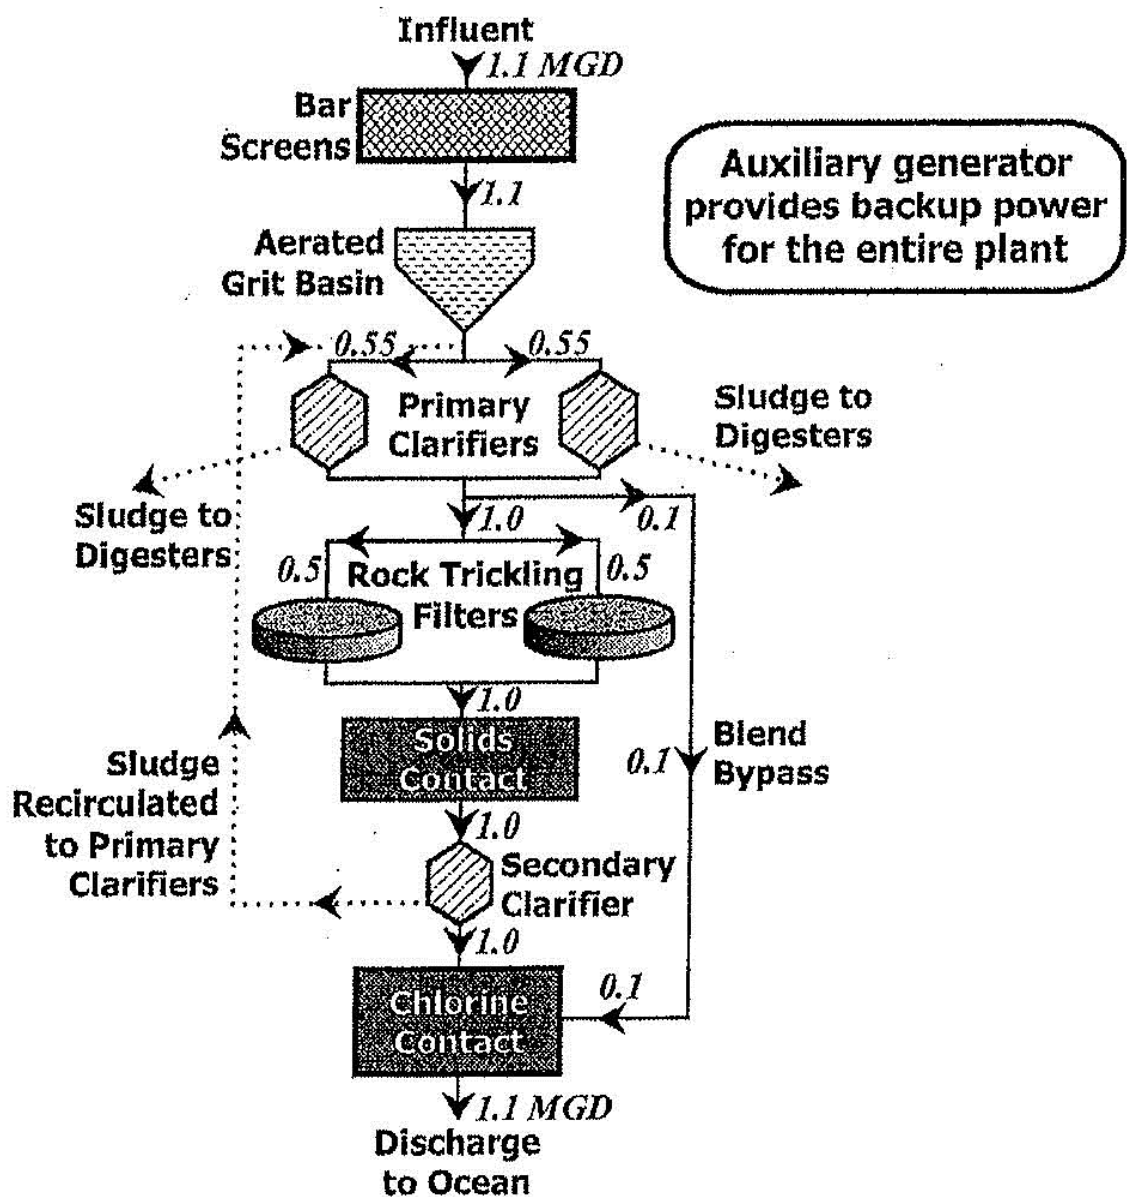 Influent
1.1 MGD
Bar
Screens
1.1
Auxiliary generator
provides backup power
for the entire plant
Aerated
Grit Basin
0.55
0.55
Primary
Clarifiers
Sludge to
Digesters
Sludge to
Digesters
1.0
0.1
0.5
Rock Trickling
Filters
0.5
1.0
Solids
Contact
0.1
Blend
Bypass
Sludge
Recirculated
to Primary
Clarifiers
1.0
Secondary
Clarifier
1.0
Chlorine
Contact
0.1
1.1 MGD
Discharge
to Ocean